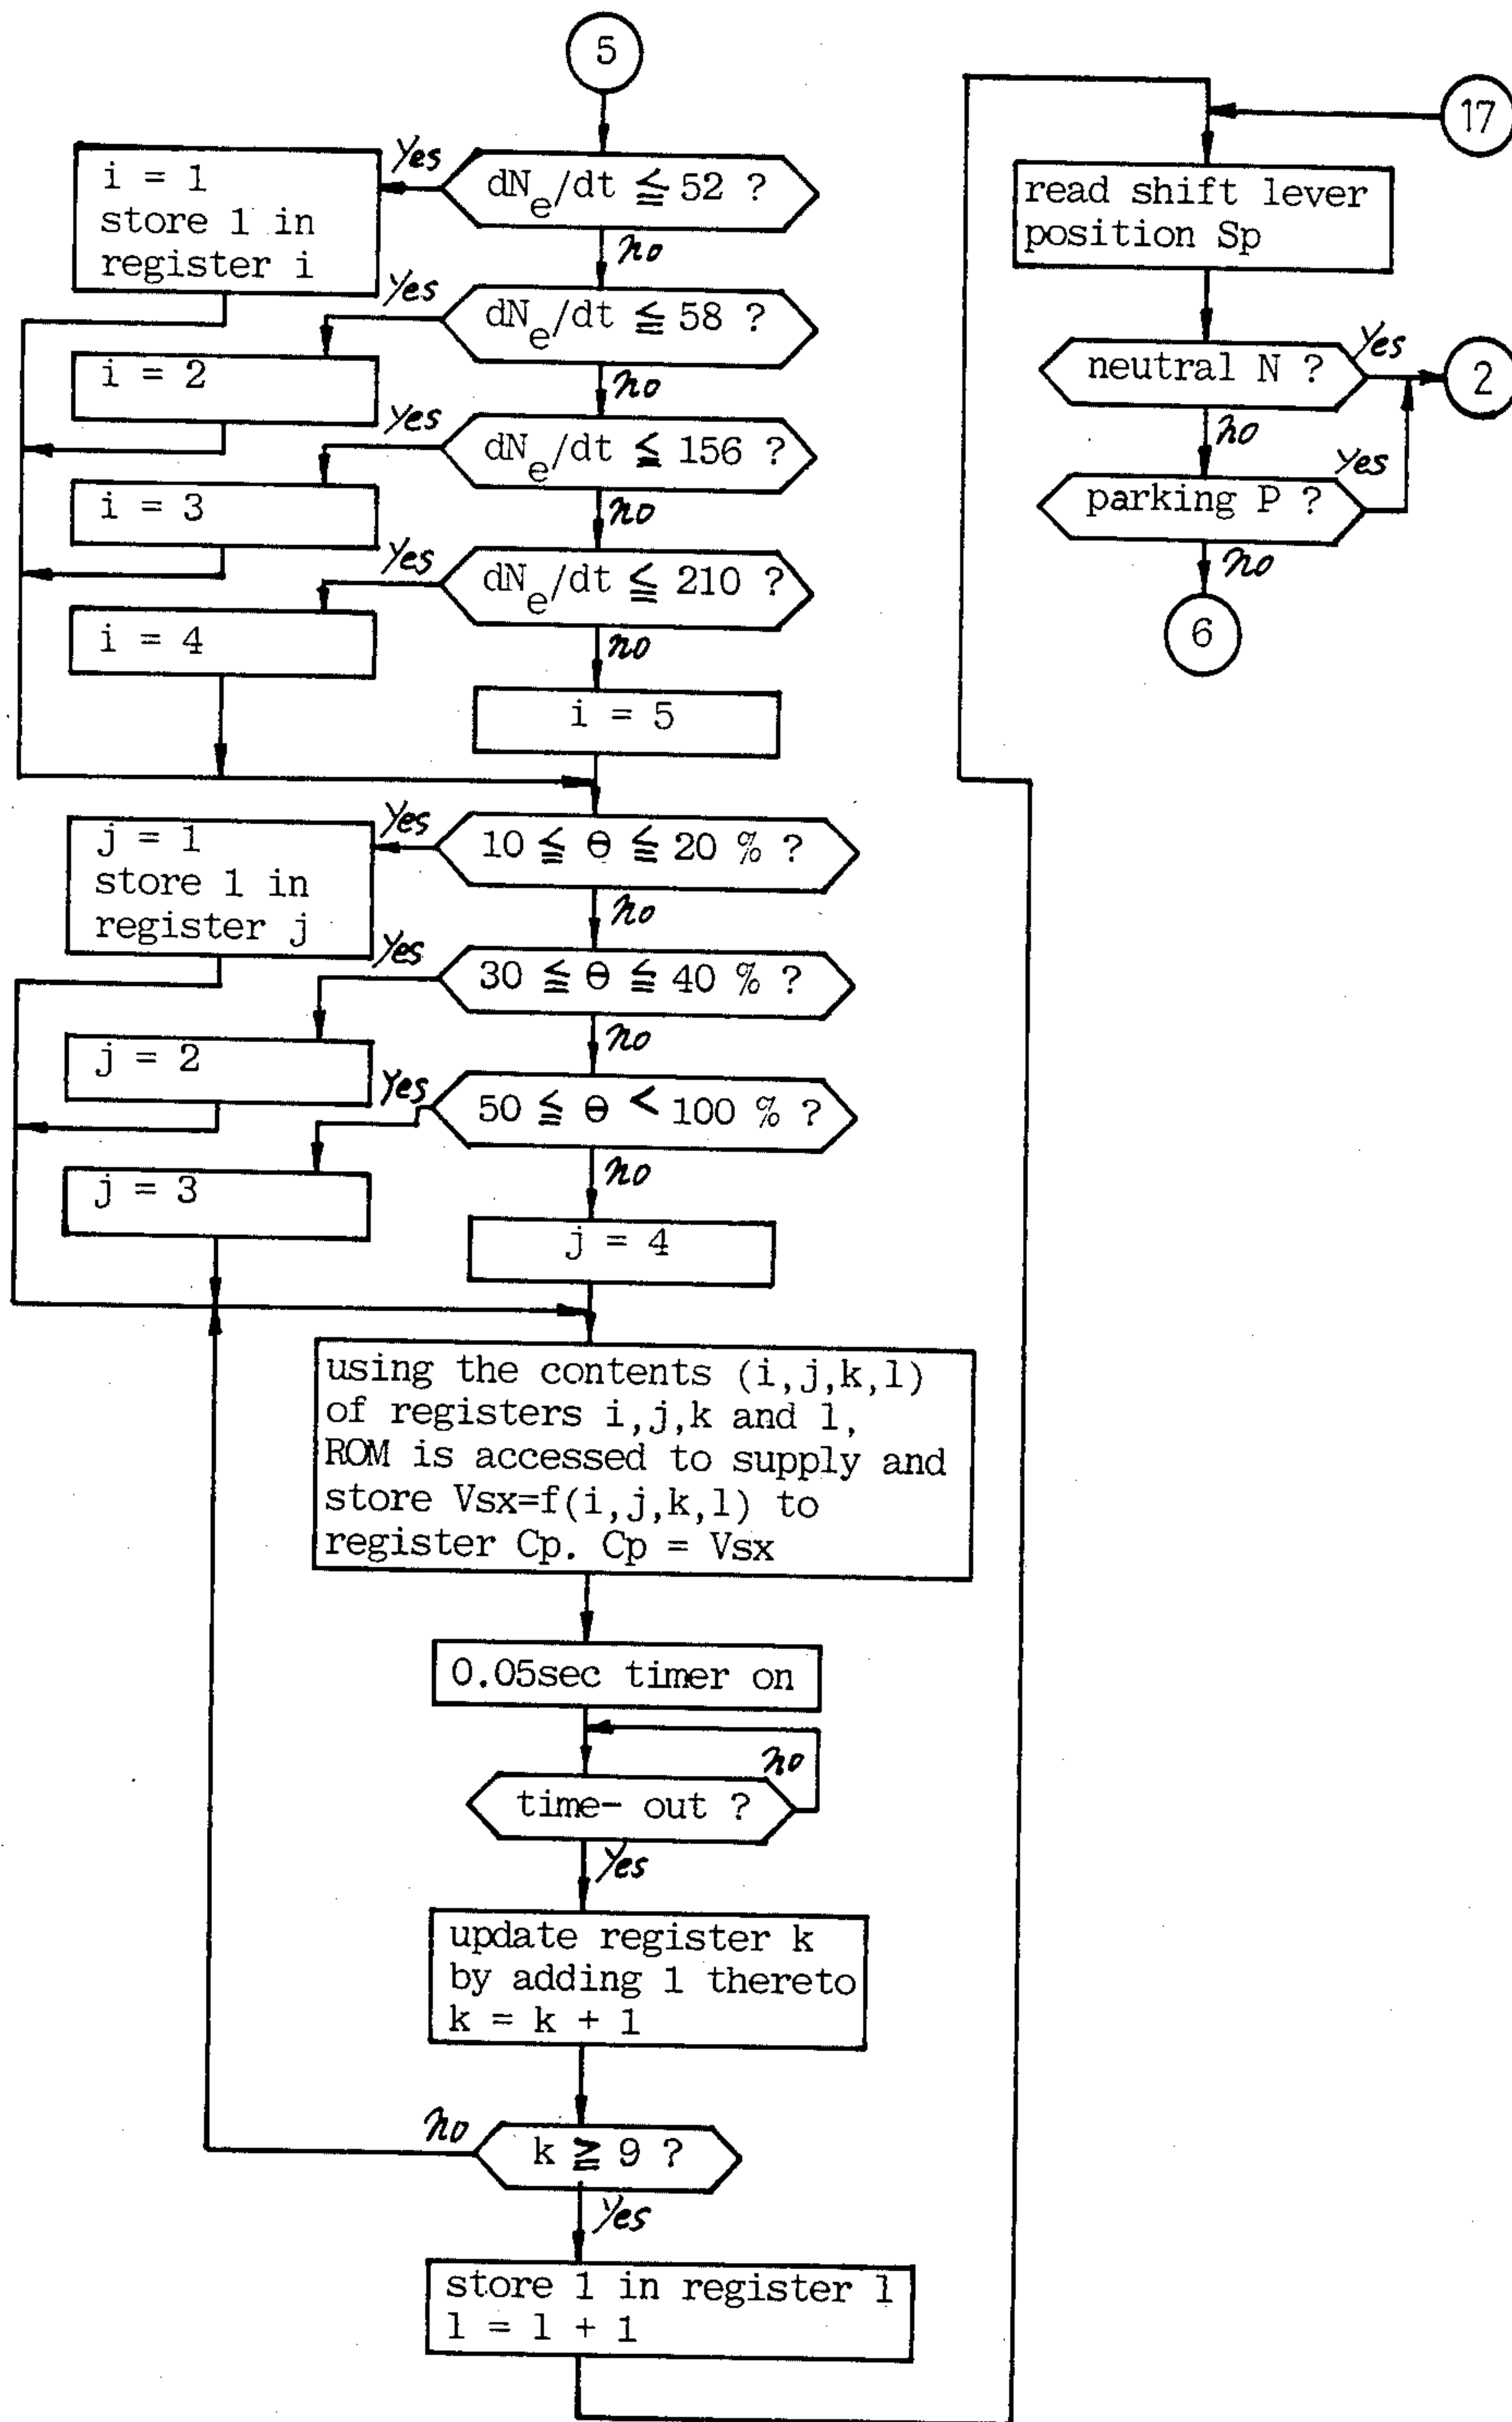 5
dNe/dt ≦ 52 ?
Yes
i = 1
store 1 in
register i
no
dNe/dt ≦ 58 ?
Yes
i = 2
no
dNe/dt ≦ 156 ?
Yes
i = 3
no
dNe/dt ≦ 210 ?
Yes
i = 4
no
i = 5
10 ≦ θ ≦ 20 % ?
Yes
j = 1
store 1 in
register j
no
30 ≦ θ ≦ 40 % ?
Yes
j = 2
no
50 ≦ θ < 100 % ?
Yes
j = 3
no
j = 4
using the contents (i,j,k,l)
of registers i,j,k and l,
ROM is accessed to supply and
store Vsx=f(i,j,k,l) to
register Cp. Cp = Vsx
0.05sec timer on
time- out ?
no
Yes
update register k
by adding 1 thereto
k = k + 1
k ≧ 9 ?
no
Yes
store 1 in register l
l = l + 1
17
read shift lever
position Sp
neutral N ?
Yes
2
no
parking P ?
Yes
no
6